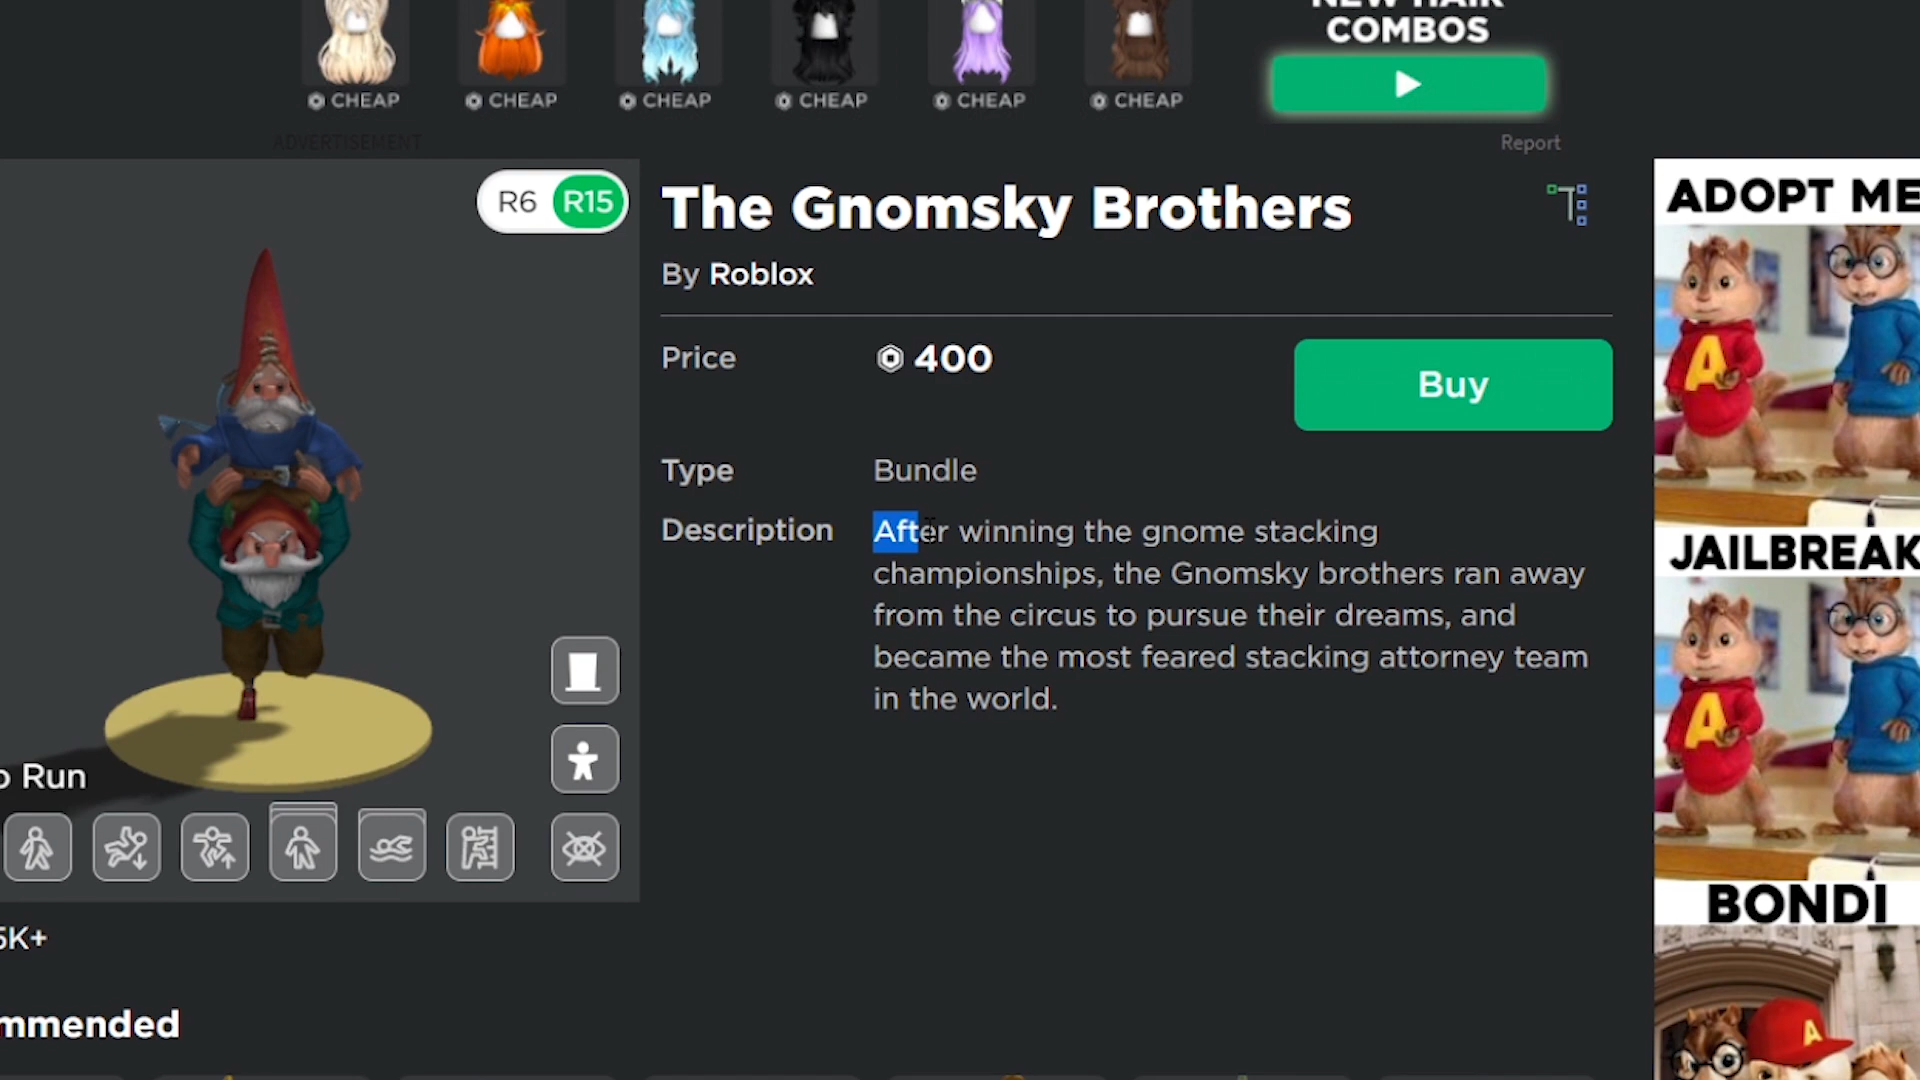 NEW HAIR
COMBOS
CHEAP
CHEAP
CHEAP
CHEAP
CHEAP
CHEAP
ADVERTISEMENT
Report
R6 R15
The Gnomsky Brothers
By Roblox
Price 400
Buy
Type Bundle
Description After winning the gnome stacking
championships, the Gnomsky brothers ran away
from the circus to pursue their dreams, and
became the most feared stacking attorney team
in the world.
Run
5K+
mmended
ADOPT ME
A
JAILBREAK
A
BONDI
A